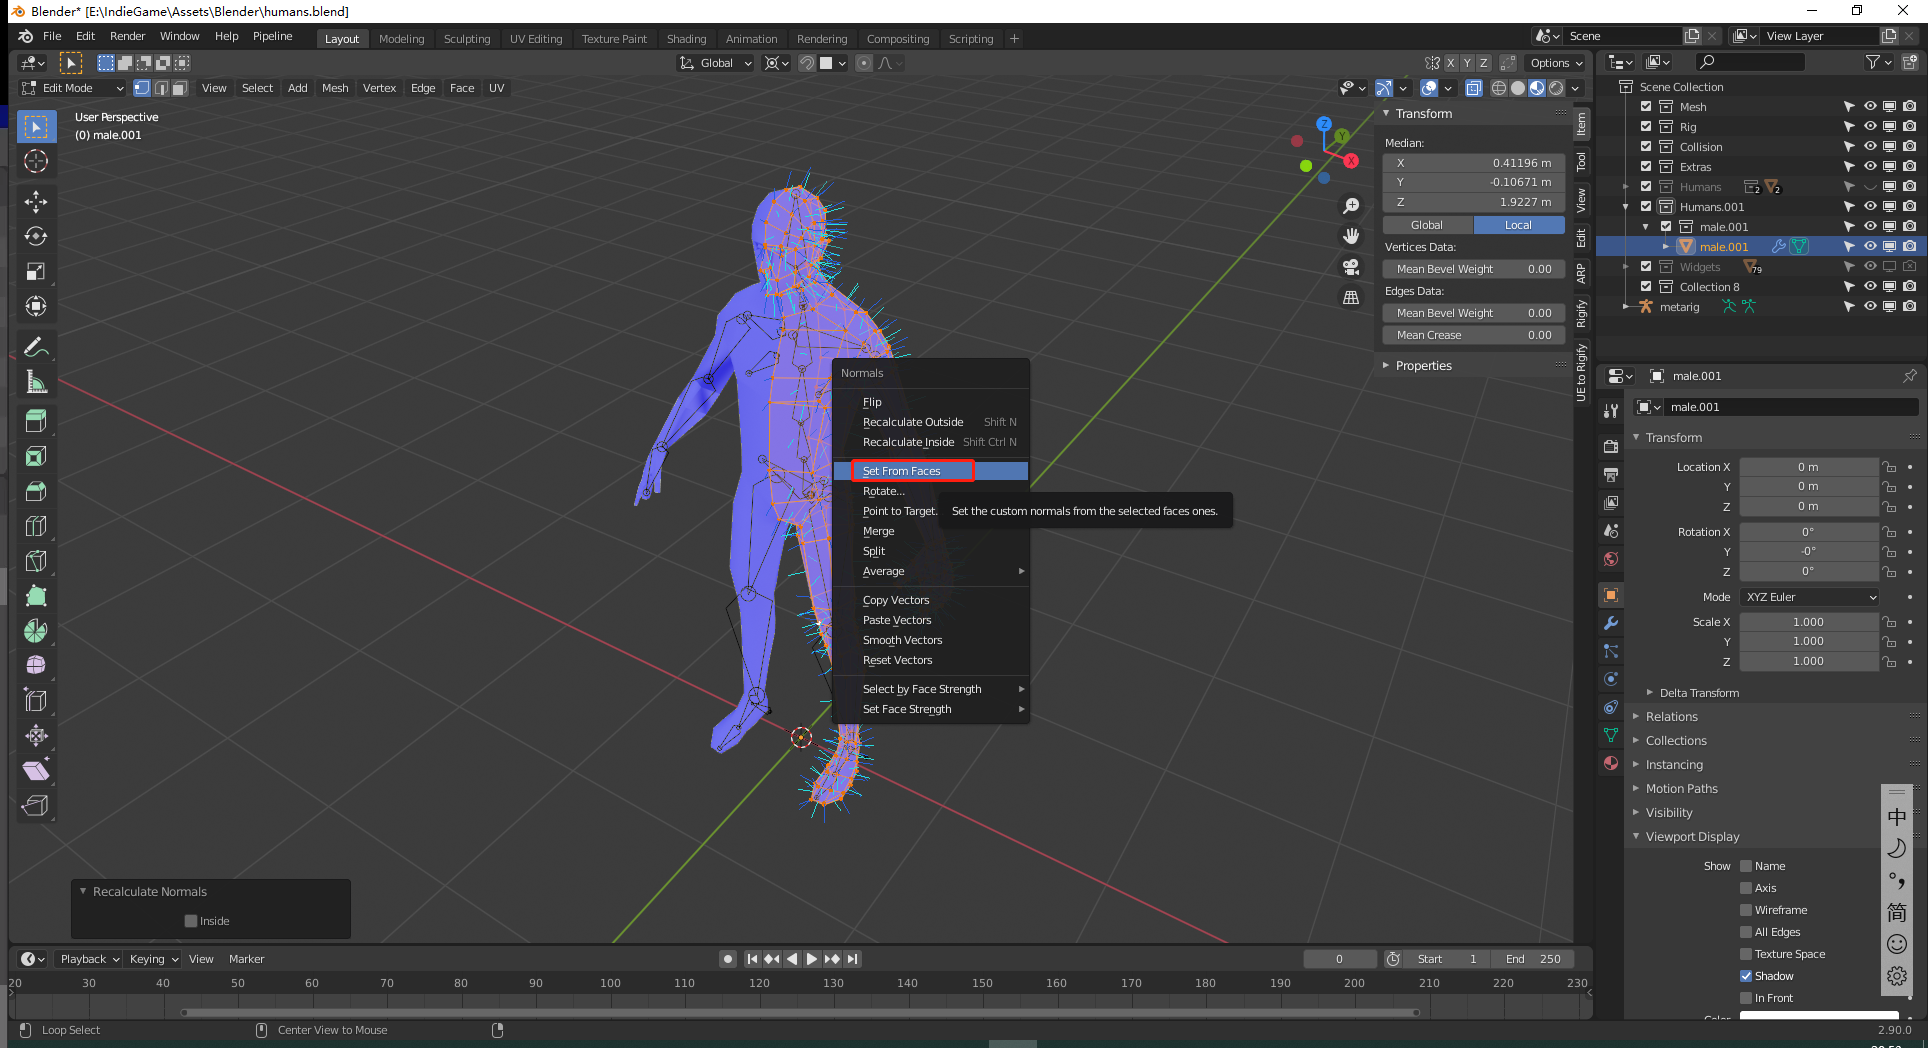 Blender* [E:\IndieGame\Assets\Blender\humans.blend]
File Edit Render Window Help Pipeline
Layout Modeling Sculpting UV Editing Texture Paint Shading Animation Rendering Compositing Scripting +
Scene
View Layer
Global
X Y Z
Options
Edit Mode
View Select Add Mesh Vertex Edge Face UV
User Perspective
(0) male.001
Z
Y
X
Transform
Median:
X 0.41196 m
Y -0.10671 m
Z 1.9227 m
Global Local
Vertices Data:
Mean Bevel Weight 0.00
Edges Data:
Mean Bevel Weight 0.00
Mean Crease 0.00
Properties
Item
Tool
View
Edit
ARP
Rigify
UE to Rigify
Normals
Flip
Recalculate Outside Shift N
Recalculate Inside Shift Ctrl N
Set From Faces
Rotate...
Point to Target.
Set the custom normals from the selected faces ones.
Merge
Split
Average
Copy Vectors
Paste Vectors
Smooth Vectors
Reset Vectors
Select by Face Strength
Set Face Strength
Recalculate Normals
Inside
Scene Collection
Mesh
Rig
Collision
Extras
Humans 2 2
Humans.001
male.001
male.001
Widgets 79
Collection 8
metarig
male.001
male.001
Transform
Location X 0 m
Y 0 m
Z 0 m
Rotation X 0°
Y -0°
Z 0°
Mode XYZ Euler
Scale X 1.000
Y 1.000
Z 1.000
Delta Transform
Relations
Collections
Instancing
Motion Paths
Visibility
Viewport Display
Show Name
Axis
Wireframe
All Edges
Texture Space
Shadow
In Front
Color
中
简
Playback Keying View Marker
0 Start 1 End 250
20 30 40 50 60 70 80 90 100 110 120 130 140 150 160 170 180 190 200 210 220 230
Loop Select Center View to Mouse
2.90.0